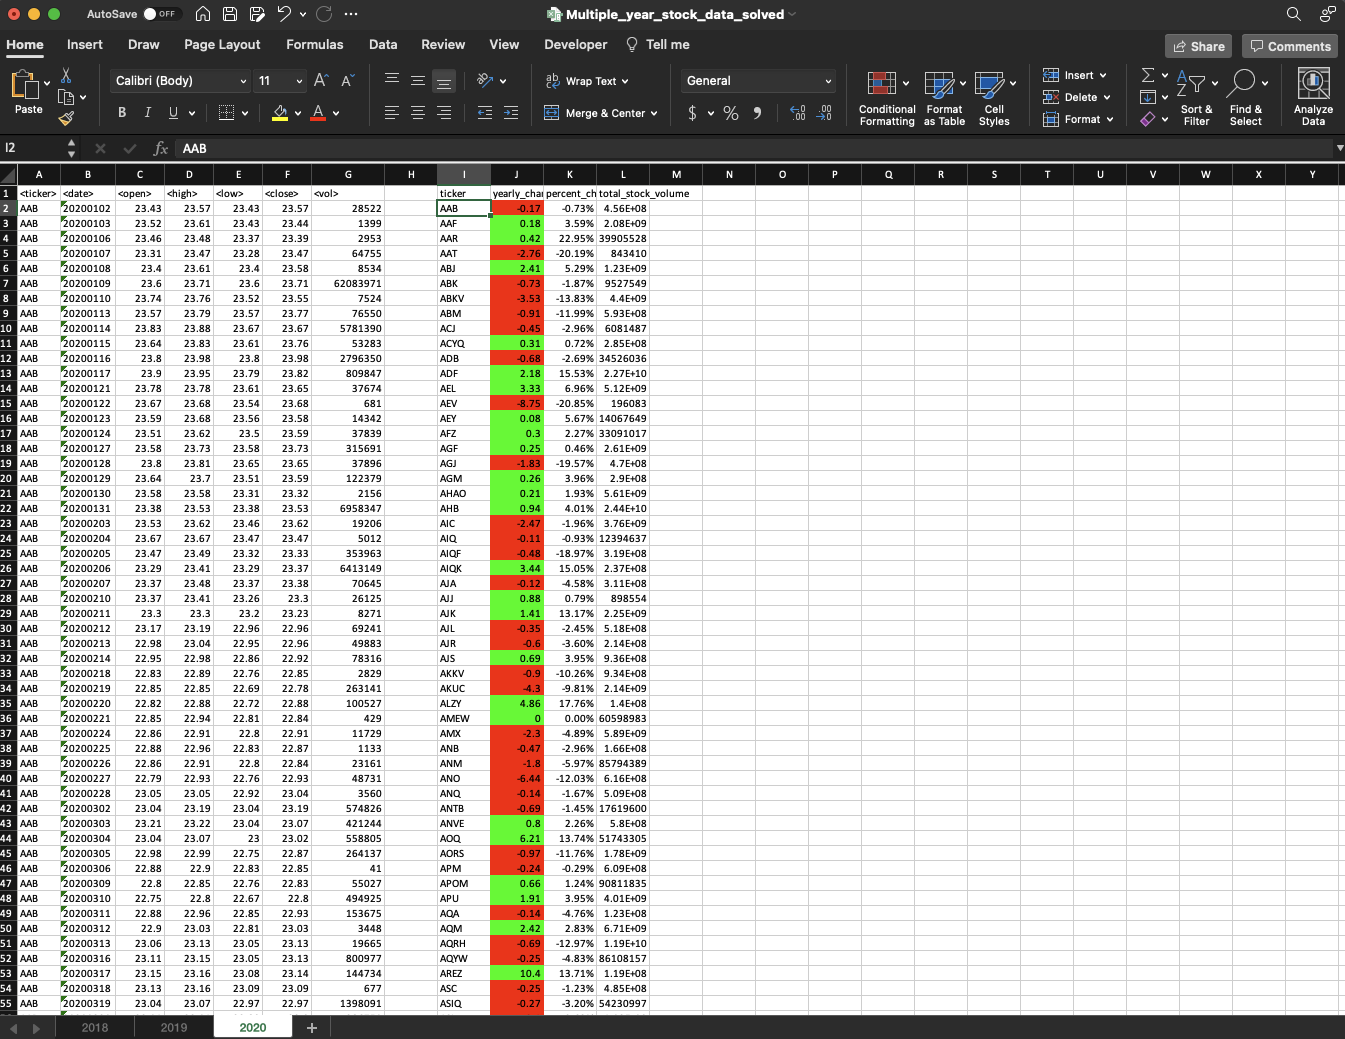 AutoSave OFF Multiple_year_stock_data_solved
Home Insert Draw Page Layout Formulas Data Review View Developer Tell me Share Comments
Paste Calibri (Body) 11 A A Wrap Text General Conditional Formatting Format as Table Cell Styles Insert Delete Format Sort & Filter Find & Select Analyze Data
B I U A Merge & Center $ %
I2 fx AAB
A B C D E F G H I J K L M N O P Q R S T U V W X Y
1 <ticker> <date> <open> <high> <low> <close> <vol> ticker yearly_cha percent_ch total_stock_volume
2 AAB 20200102 23.43 23.57 23.43 23.57 28522 AAB -0.17 -0.73% 4.56E+08
3 AAB 20200103 23.52 23.61 23.43 23.44 1399 AAF 0.18 3.59% 2.08E+09
4 AAB 20200106 23.46 23.48 23.37 23.39 2953 AAR 0.42 22.95% 39905528
5 AAB 20200107 23.31 23.47 23.28 23.47 64755 AAT -2.76 -20.19% 843410
6 AAB 20200108 23.4 23.61 23.4 23.58 8534 ABJ 2.41 5.29% 1.23E+09
7 AAB 20200109 23.6 23.71 23.6 23.71 62083971 ABK -0.73 -1.87% 9527549
8 AAB 20200110 23.74 23.76 23.52 23.55 7524 ABKV -3.53 -13.83% 4.4E+09
9 AAB 20200113 23.57 23.79 23.57 23.77 76550 ABM -0.91 -11.99% 5.93E+08
10 AAB 20200114 23.83 23.88 23.67 23.67 5781390 ACJ -0.45 -2.96% 6081487
11 AAB 20200115 23.64 23.83 23.61 23.76 53283 ACYQ 0.31 0.72% 2.85E+08
12 AAB 20200116 23.8 23.98 23.8 23.98 2796350 ADB -0.68 -2.69% 34526036
13 AAB 20200117 23.9 23.95 23.79 23.82 809847 ADF 2.18 15.53% 2.27E+10
14 AAB 20200121 23.78 23.78 23.61 23.65 37674 AEL 3.33 6.96% 5.12E+09
15 AAB 20200122 23.67 23.68 23.54 23.68 681 AEV -8.75 -20.85% 196083
16 AAB 20200123 23.59 23.68 23.56 23.58 14342 AEY 0.08 5.67% 14067649
17 AAB 20200124 23.51 23.62 23.5 23.59 37839 AFZ 0.3 2.27% 33091017
18 AAB 20200127 23.58 23.73 23.58 23.73 315691 AGF 0.25 0.46% 2.61E+09
19 AAB 20200128 23.8 23.81 23.65 23.65 37896 AGJ -1.83 -19.57% 4.7E+08
20 AAB 20200129 23.64 23.7 23.51 23.59 122379 AGM 0.26 3.96% 2.9E+08
21 AAB 20200130 23.58 23.58 23.31 23.32 2156 AHAO 0.21 1.93% 5.61E+09
22 AAB 20200131 23.38 23.53 23.38 23.53 6958347 AHB 0.94 4.01% 2.44E+10
23 AAB 20200203 23.53 23.62 23.46 23.62 19206 AIC -2.47 -1.96% 3.76E+09
24 AAB 20200204 23.67 23.67 23.47 23.47 5012 AIQ -0.11 -0.93% 12394637
25 AAB 20200205 23.47 23.49 23.32 23.33 353963 AIQF -0.48 -18.97% 3.19E+08
26 AAB 20200206 23.29 23.41 23.29 23.37 6413149 AIQK 3.44 15.05% 2.37E+08
27 AAB 20200207 23.37 23.48 23.37 23.38 70645 AJA -0.12 -4.58% 3.11E+08
28 AAB 20200210 23.37 23.41 23.26 23.3 26125 AJJ 0.88 0.79% 898554
29 AAB 20200211 23.3 23.3 23.2 23.23 8271 AJK 1.41 13.17% 2.25E+09
30 AAB 20200212 23.17 23.19 22.96 22.96 69241 AJL -0.35 -2.45% 5.18E+08
31 AAB 20200213 22.98 23.04 22.95 22.96 49883 AJR -0.6 -3.60% 2.14E+08
32 AAB 20200214 22.95 22.98 22.86 22.92 78316 AJS 0.69 3.95% 9.36E+08
33 AAB 20200218 22.83 22.89 22.76 22.85 2829 AKKV -0.9 -10.26% 9.34E+08
34 AAB 20200219 22.85 22.85 22.69 22.78 263141 AKUC -4.3 -9.81% 2.14E+09
35 AAB 20200220 22.82 22.88 22.72 22.88 100527 ALZY 4.86 17.76% 1.4E+08
36 AAB 20200221 22.85 22.94 22.81 22.84 429 AMEW 0 0.00% 60598983
37 AAB 20200224 22.86 22.91 22.8 22.91 11729 AMX -2.3 -4.89% 5.89E+09
38 AAB 20200225 22.88 22.96 22.83 22.87 1133 ANB -0.47 -2.96% 1.66E+08
39 AAB 20200226 22.86 22.91 22.8 22.84 23161 ANM -1.8 -5.97% 85794389
40 AAB 20200227 22.79 22.93 22.76 22.93 48731 ANO -6.44 -12.03% 6.16E+08
41 AAB 20200228 23.05 23.05 22.92 23.04 3560 ANQ -0.14 -1.67% 5.09E+08
42 AAB 20200302 23.04 23.19 23.04 23.19 574826 ANTB -0.69 -1.45% 17619600
43 AAB 20200303 23.21 23.22 23.04 23.07 421244 ANVE 0.8 2.26% 5.8E+08
44 AAB 20200304 23.04 23.07 23 23.02 558805 AOQ 6.21 13.74% 51743305
45 AAB 20200305 22.98 22.99 22.75 22.87 264137 AORS -0.97 -11.76% 1.78E+09
46 AAB 20200306 22.88 22.9 22.83 22.85 41 APM -0.24 -0.29% 6.09E+08
47 AAB 20200309 22.8 22.85 22.76 22.83 55027 APOM 0.66 1.24% 90811835
48 AAB 20200310 22.75 22.8 22.67 22.8 494925 APU 1.91 3.95% 4.01E+09
49 AAB 20200311 22.88 22.96 22.85 22.93 153675 AQA -0.14 -4.76% 1.23E+08
50 AAB 20200312 22.9 23.03 22.81 23.03 3448 AQM 2.42 2.83% 6.71E+09
51 AAB 20200313 23.06 23.13 23.05 23.13 19665 AQRH -0.69 -12.97% 1.19E+10
52 AAB 20200316 23.11 23.15 23.05 23.13 800977 AQYW -0.25 -4.83% 86108157
53 AAB 20200317 23.15 23.16 23.08 23.14 144734 AREZ 10.4 13.71% 1.19E+08
54 AAB 20200318 23.13 23.16 23.09 23.09 677 ASC -0.25 -1.23% 4.85E+08
55 AAB 20200319 23.04 23.07 22.97 22.97 1398091 ASIQ -0.27 -3.20% 54230997
2018 2019 2020 +